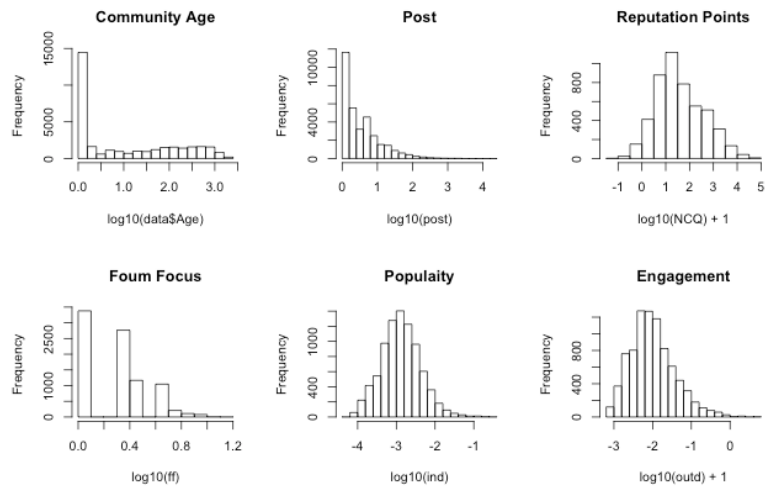 Community Age
Post
Reputation Points
Frequency
0 5000 15000
0.0 1.0 2.0 3.0
log10(data$Age)
Frequency
0 4000 12000
0 1 2 3 4
log10(post)
Frequency
0 400 800
-1 0 1 2 3 4 5
log10(NCQ) + 1
Foum Focus
Populaity
Engagement
Frequency
0 1000 2500
0.0 0.4 0.8 1.2
log10(ff)
Frequency
0 400 1000
-4 -3 -2 -1
log10(ind)
Frequency
0 400 800
-3 -2 -1 0
log10(outd) + 1